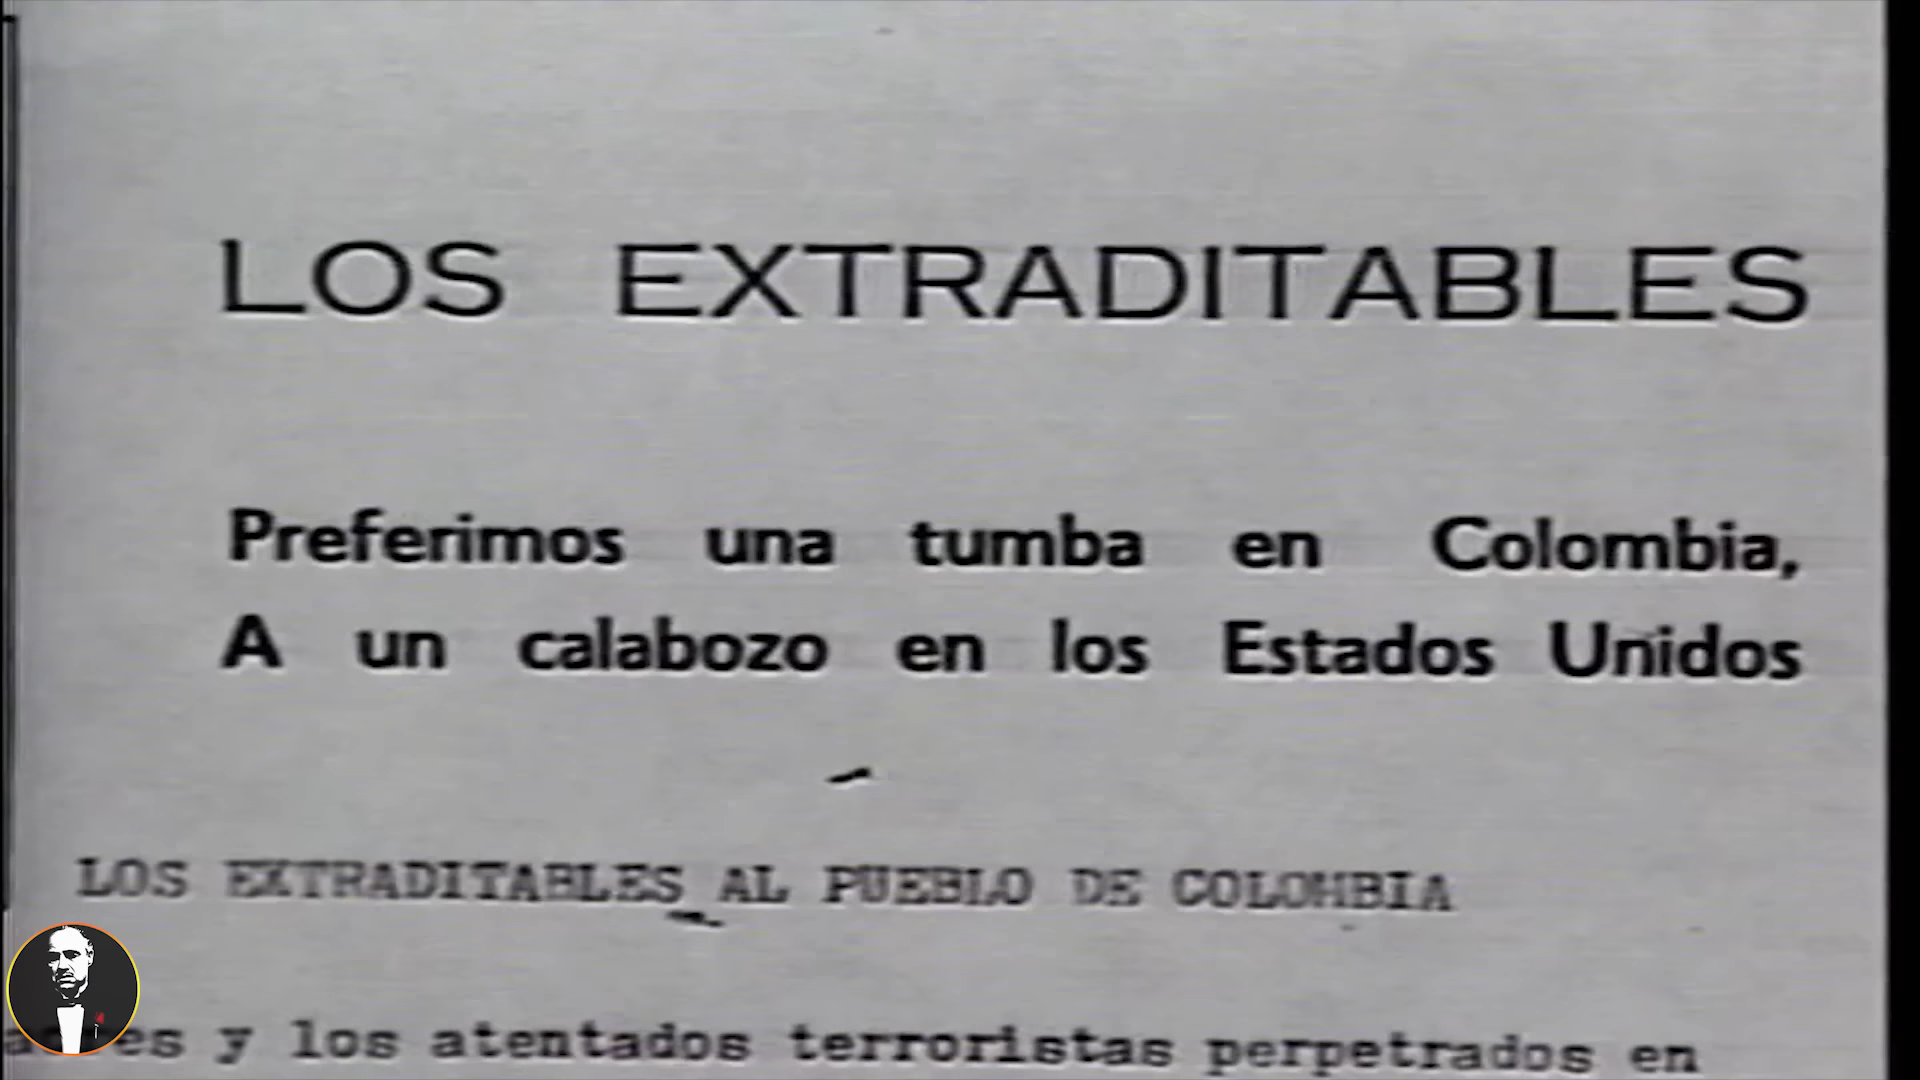 LOS EXTRADITABLES
Preferimos una tumba en Colombia,
A un calabozo en los Estados Unidos
LOS EXTRADITABLES AL PUEBLO DE COLOMBIA
y los atentados terroristas perpetrados en